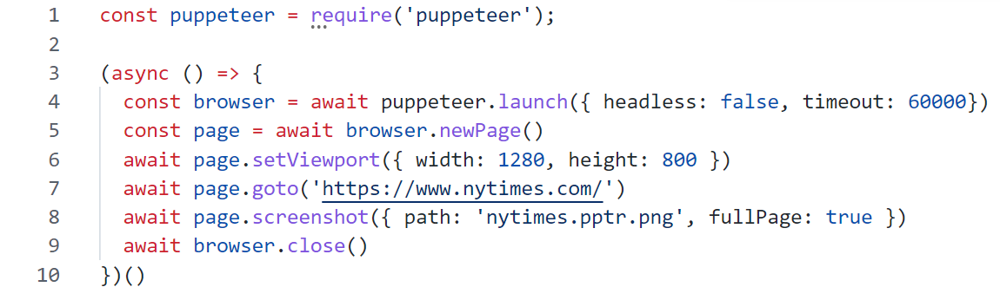 1 const puppeteer = require('puppeteer');
2
3 (async () => {
4 const browser = await puppeteer.launch({ headless: false, timeout: 60000})
5 const page = await browser.newPage()
6 await page.setViewport({ width: 1280, height: 800 })
7 await page.goto('https://www.nytimes.com/')
8 await page.screenshot({ path: 'nytimes.pptr.png', fullPage: true })
9 await browser.close()
10 })()